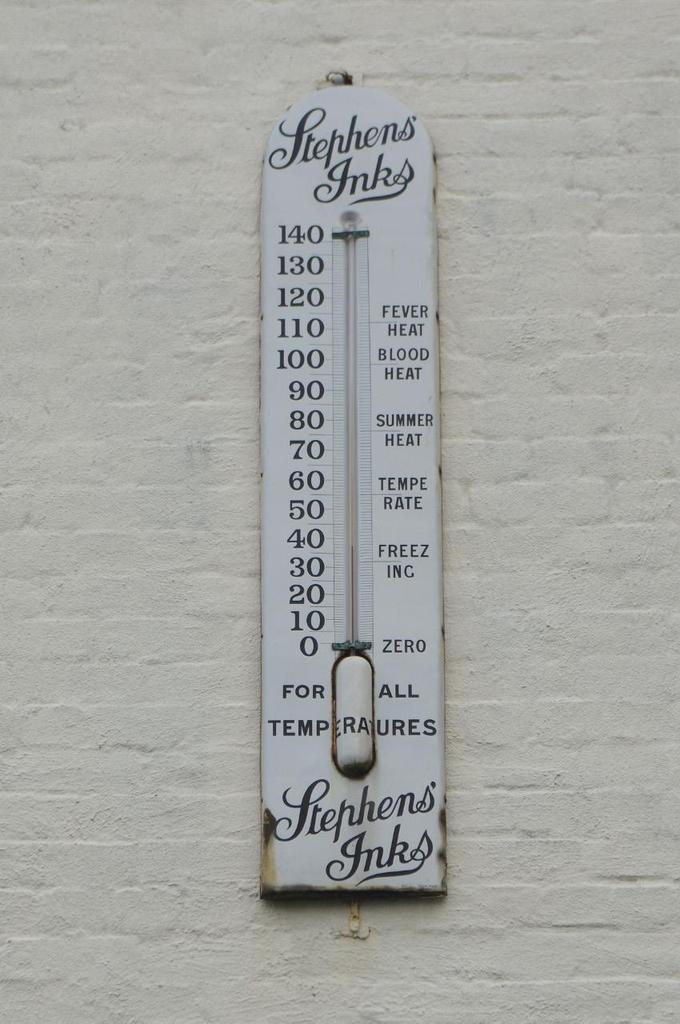 Stephens'
Inks
140
130
120
FEVER
110
HEAT
100
BLOOD
HEAT
90
80
SUMMER
HEAT
70
60
TEMPE
RATE
50
40
FREEZ
30
ING
20
10
0
ZERO
FOR ALL
TEMPERATURES
Stephens'
Inks